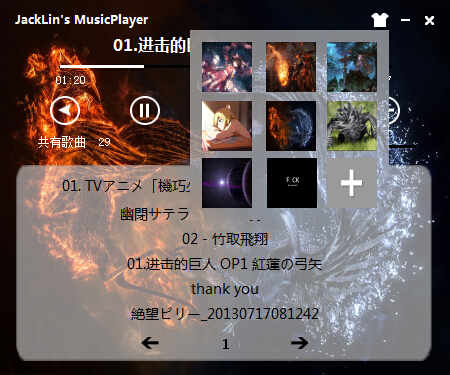 JackLin's MusicPlayer
01.进击的
01:20
共有歌曲 29
F CK
01. TVアニメ「機巧
幽閉サテラ
02 - 竹取飛翔
01.进击的巨人 OP1 紅蓮の弓矢
thank you
絶望ビリー_20130717081242
1